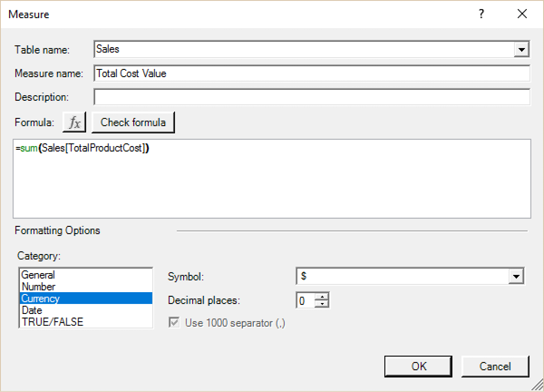 Measure
?
Table name: Sales
Measure name: Total Cost Value
Description:
Formula: fx Check formula
=sum(Sales[TotalProductCost])
Formatting Options
Category:
General
Number
Currency
Date
TRUE/FALSE
Symbol: $
Decimal places: 0
Use 1000 separator (,)
OK Cancel